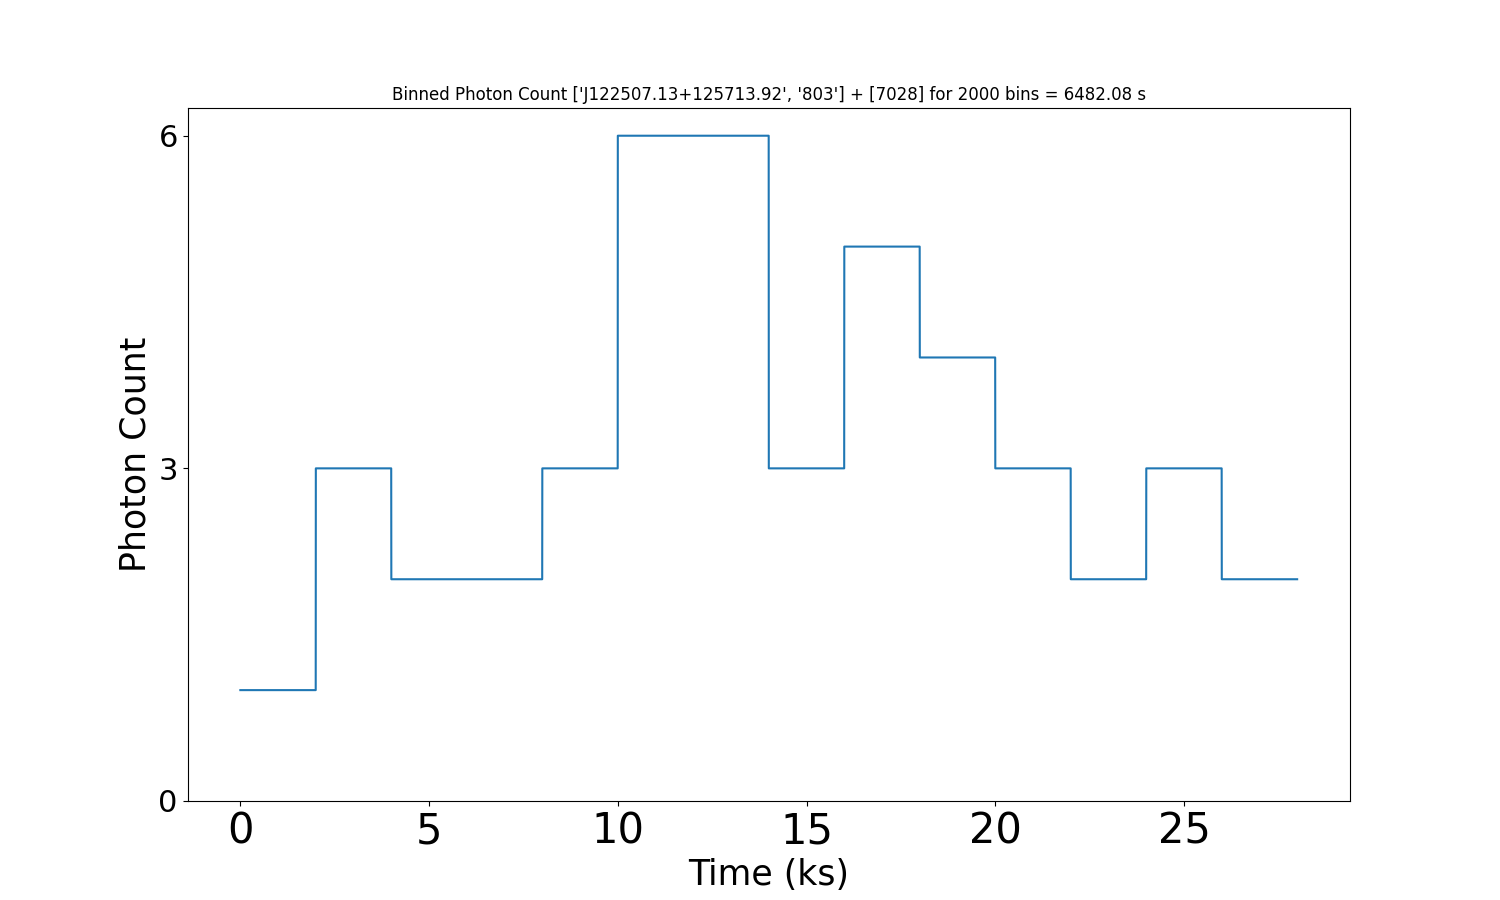 Binned Photon Count ['J122507.13+125713.92', '803'] + [7028] for 2000 bins = 6482.08 s
6
3
0
Photon Count
0 5 10 15 20 25
Time (ks)